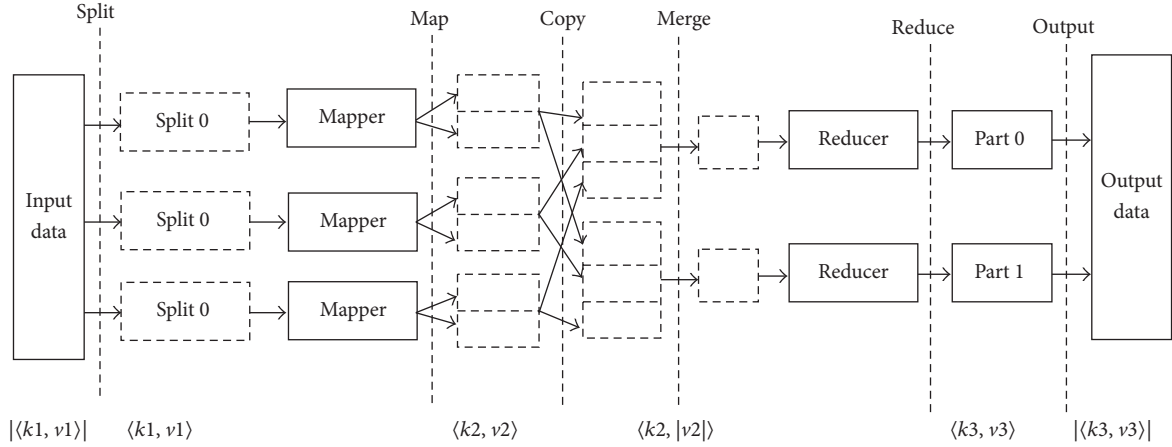 Split
Map
Copy
Merge
Reduce
Output
Input
data
Split 0
Mapper
Split 0
Mapper
Split 0
Mapper
Reducer
Part 0
Reducer
Part 1
Output
data
|⟨k1, v1⟩|
⟨k1, v1⟩
⟨k2, v2⟩
⟨k2, |v2|⟩
⟨k3, v3⟩
|⟨k3, v3⟩|